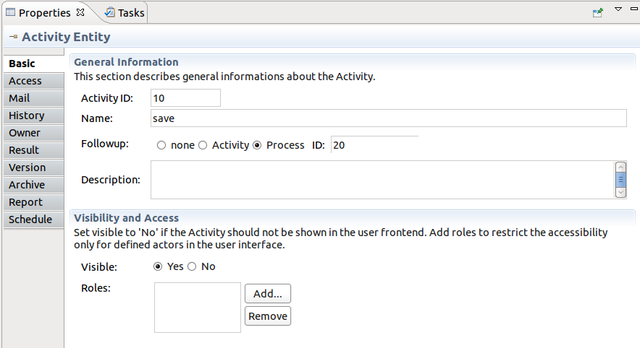 Properties Tasks
Activity Entity
Basic
Access
Mail
History
Owner
Result
Version
Archive
Report
Schedule
General Information
This section describes general informations about the Activity.
Activity ID: 10
Name: save
Followup: none Activity Process ID: 20
Description:
Visibility and Access
Set visible to 'No' if the Activity should not be shown in the user frontend. Add roles to restrict the accessibility
only for defined actors in the user interface.
Visible: Yes No
Roles: Add...
Remove